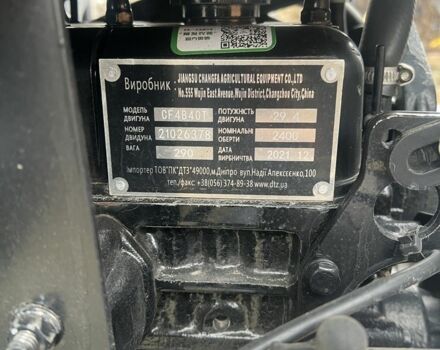 Виробник: JIANGSU CHANGFA AGRICULTURAL EQUIPMENT CO.,LTD
No.555 Wujin East Avenue, Wujin District, Changzhou City, China
МОДЕЛЬ ДВИГУНА CF4B40T ПОТУЖНІСТЬ ДВИГУНА 29.4
НОМЕР ДВИГУНА 21026378 НОМІНАЛЬНІ ОБЕРТИ 2400
ВАГА 290 ДАТА ВИРОБНИЦТВА 2021.12
Імпортер ТОВ"ПК"ДТЗ"49000, м.Дніпро вул.Надії Алексєєнко,100
тел./факс +38(056)374-89-38 www.dtz.ua